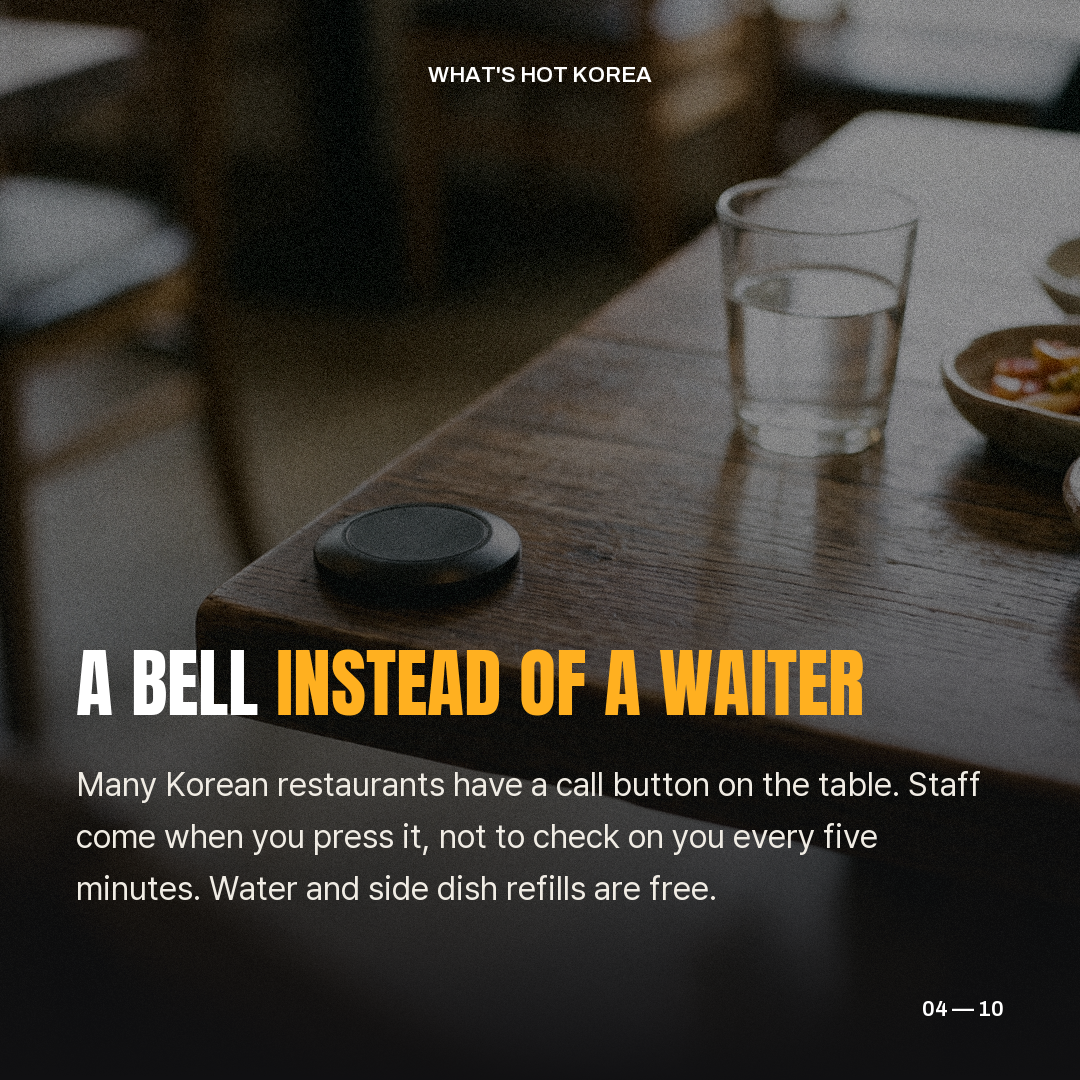 WHAT'S HOT KOREA
A BELL INSTEAD OF A WAITER
Many Korean restaurants have a call button on the table. Staff
come when you press it, not to check on you every five
minutes. Water and side dish refills are free.
04 — 10